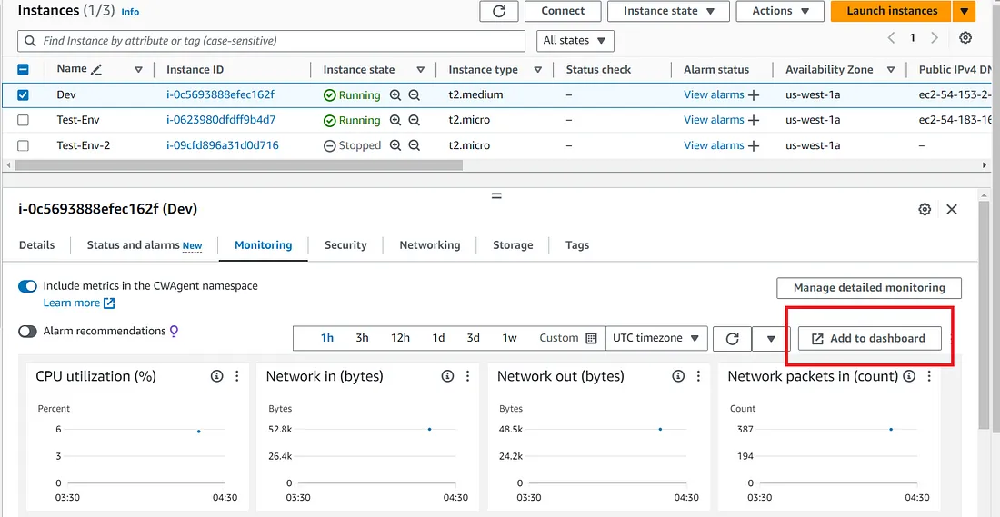 Instances (1/3) Info
Connect
Instance state
Actions
Launch instances
Find Instance by attribute or tag (case-sensitive)
All states
1
Name Instance ID Instance state Instance type Status check Alarm status Availability Zone Public IPv4 DN
Dev i-0c5693888efec162f Running t2.medium – View alarms + us-west-1a ec2-54-153-2-
Test-Env i-0623980dfdff9b4d7 Running t2.micro – View alarms + us-west-1a ec2-54-183-16
Test-Env-2 i-09cfd896a31d0d716 Stopped t2.micro – View alarms + us-west-1a –
i-0c5693888efec162f (Dev)
Details Status and alarms New Monitoring Security Networking Storage Tags
Include metrics in the CWAgent namespace
Learn more
Manage detailed monitoring
Alarm recommendations
1h 3h 12h 1d 3d 1w Custom UTC timezone
Add to dashboard
CPU utilization (%)
Percent
6
3
0
03:30 04:30
Network in (bytes)
Bytes
52.8k
26.4k
0
03:30 04:30
Network out (bytes)
Bytes
48.5k
24.2k
0
03:30 04:30
Network packets in (count)
Count
387
194
0
03:30 04:30